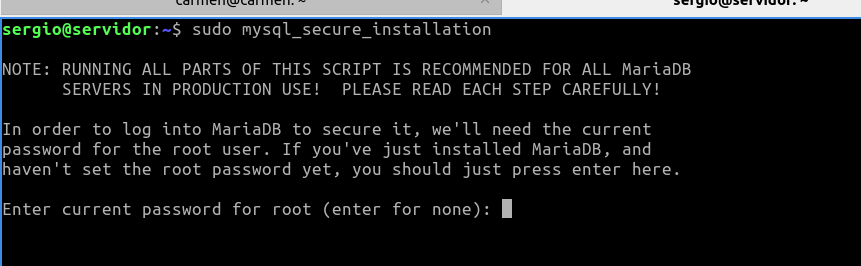 carmen@carmen: ~
sergio@servidor: ~
sergio@servidor:~$ sudo mysql_secure_installation
NOTE: RUNNING ALL PARTS OF THIS SCRIPT IS RECOMMENDED FOR ALL MariaDB
SERVERS IN PRODUCTION USE!  PLEASE READ EACH STEP CAREFULLY!
In order to log into MariaDB to secure it, we'll need the current
password for the root user. If you've just installed MariaDB, and
haven't set the root password yet, you should just press enter here.
Enter current password for root (enter for none):